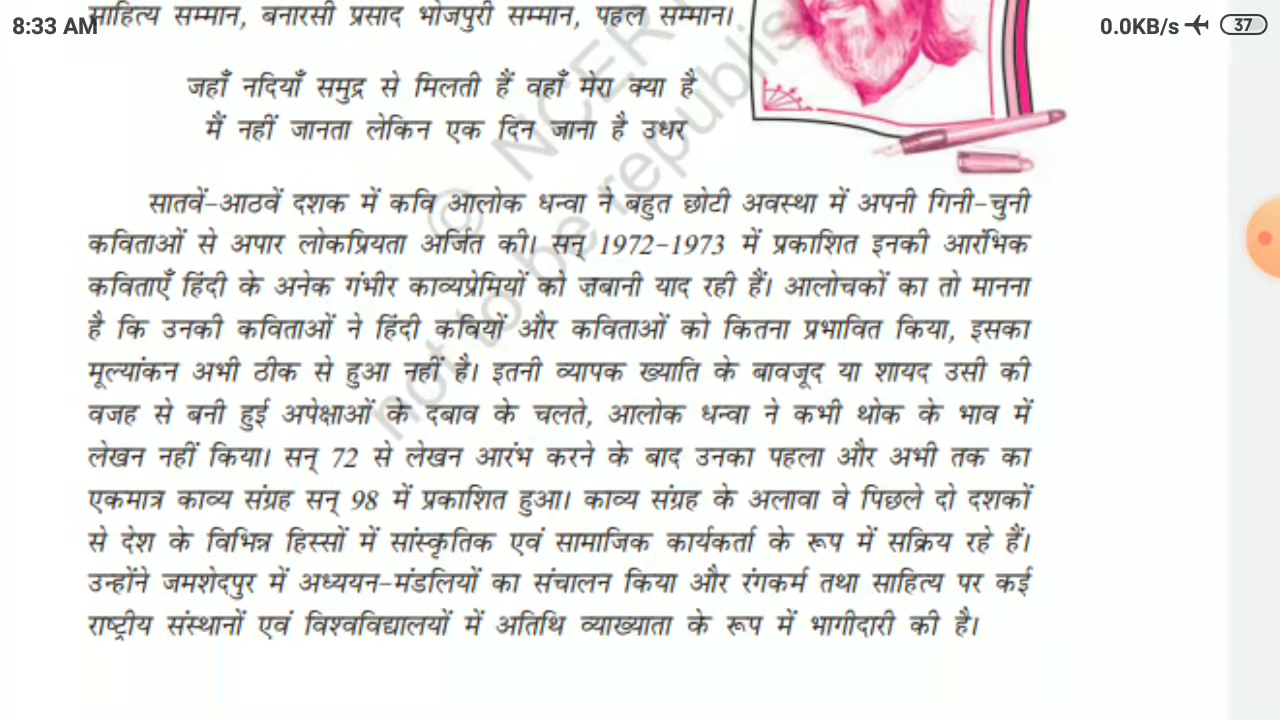 8:33 AM
0.0KB/s 37
साहित्य सम्मान, बनारसी प्रसाद भोजपुरी सम्मान, पहल सम्मान।
जहाँ नदियाँ समुद्र से मिलती हैं वहाँ मेरा क्या है
मैं नहीं जानता लेकिन एक दिन जाना है उधर
सातवें-आठवें दशक में कवि आलोक धन्वा ने बहुत छोटी अवस्था में अपनी गिनी-चुनी
कविताओं से अपार लोकप्रियता अर्जित की। सन् 1972-1973 में प्रकाशित इनकी आरंभिक
कविताएँ हिंदी के अनेक गंभीर काव्यप्रेमियों को ज़बानी याद रही हैं। आलोचकों का तो मानना
है कि उनकी कविताओं ने हिंदी कवियों और कविताओं को कितना प्रभावित किया, इसका
मूल्यांकन अभी ठीक से हुआ नहीं है। इतनी व्यापक ख्याति के बावजूद या शायद उसी की
वजह से बनी हुई अपेक्षाओं के दबाव के चलते, आलोक धन्वा ने कभी थोक के भाव में
लेखन नहीं किया। सन् 72 से लेखन आरंभ करने के बाद उनका पहला और अभी तक का
एकमात्र काव्य संग्रह सन् 98 में प्रकाशित हुआ। काव्य संग्रह के अलावा वे पिछले दो दशकों
से देश के विभिन्न हिस्सों में सांस्कृतिक एवं सामाजिक कार्यकर्ता के रूप में सक्रिय रहे हैं।
उन्होंने जमशेदपुर में अध्ययन-मंडलियों का संचालन किया और रंगकर्म तथा साहित्य पर कई
राष्ट्रीय संस्थानों एवं विश्वविद्यालयों में अतिथि व्याख्याता के रूप में भागीदारी की है।
© NCER
not to be republis